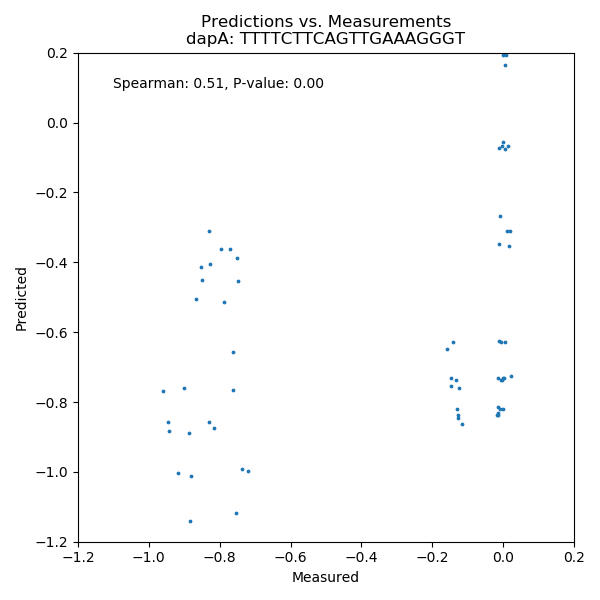 Predictions vs. Measurements
dapA: TTTTCTTCAGTTGAAAGGGT
Spearman: 0.51, P-value: 0.00
0.2
0.0
−0.2
−0.4
−0.6
−0.8
−1.0
−1.2
Predicted
−1.2 −1.0 −0.8 −0.6 −0.4 −0.2 0.0 0.2
Measured